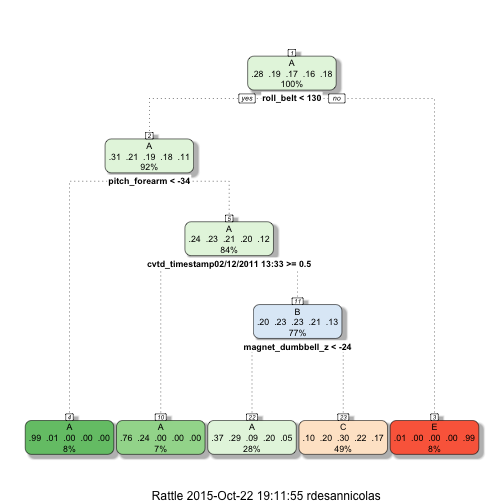 1
A
.28 .19 .17 .16 .18
100%
yes roll_belt < 130 no
2
A
.31 .21 .19 .18 .11
92%
pitch_forearm < -34
5
A
.24 .23 .21 .20 .12
84%
cvtd_timestamp02/12/2011 13:33 >= 0.5
11
B
.20 .23 .23 .21 .13
77%
magnet_dumbbell_z < -24
4 10 22 23 3
A A A C E
.99 .01 .00 .00 .00 .76 .24 .00 .00 .00 .37 .29 .09 .20 .05 .10 .20 .30 .22 .17 .01 .00 .00 .00 .99
8% 7% 28% 49% 8%
Rattle 2015-Oct-22 19:11:55 rdesannicolas